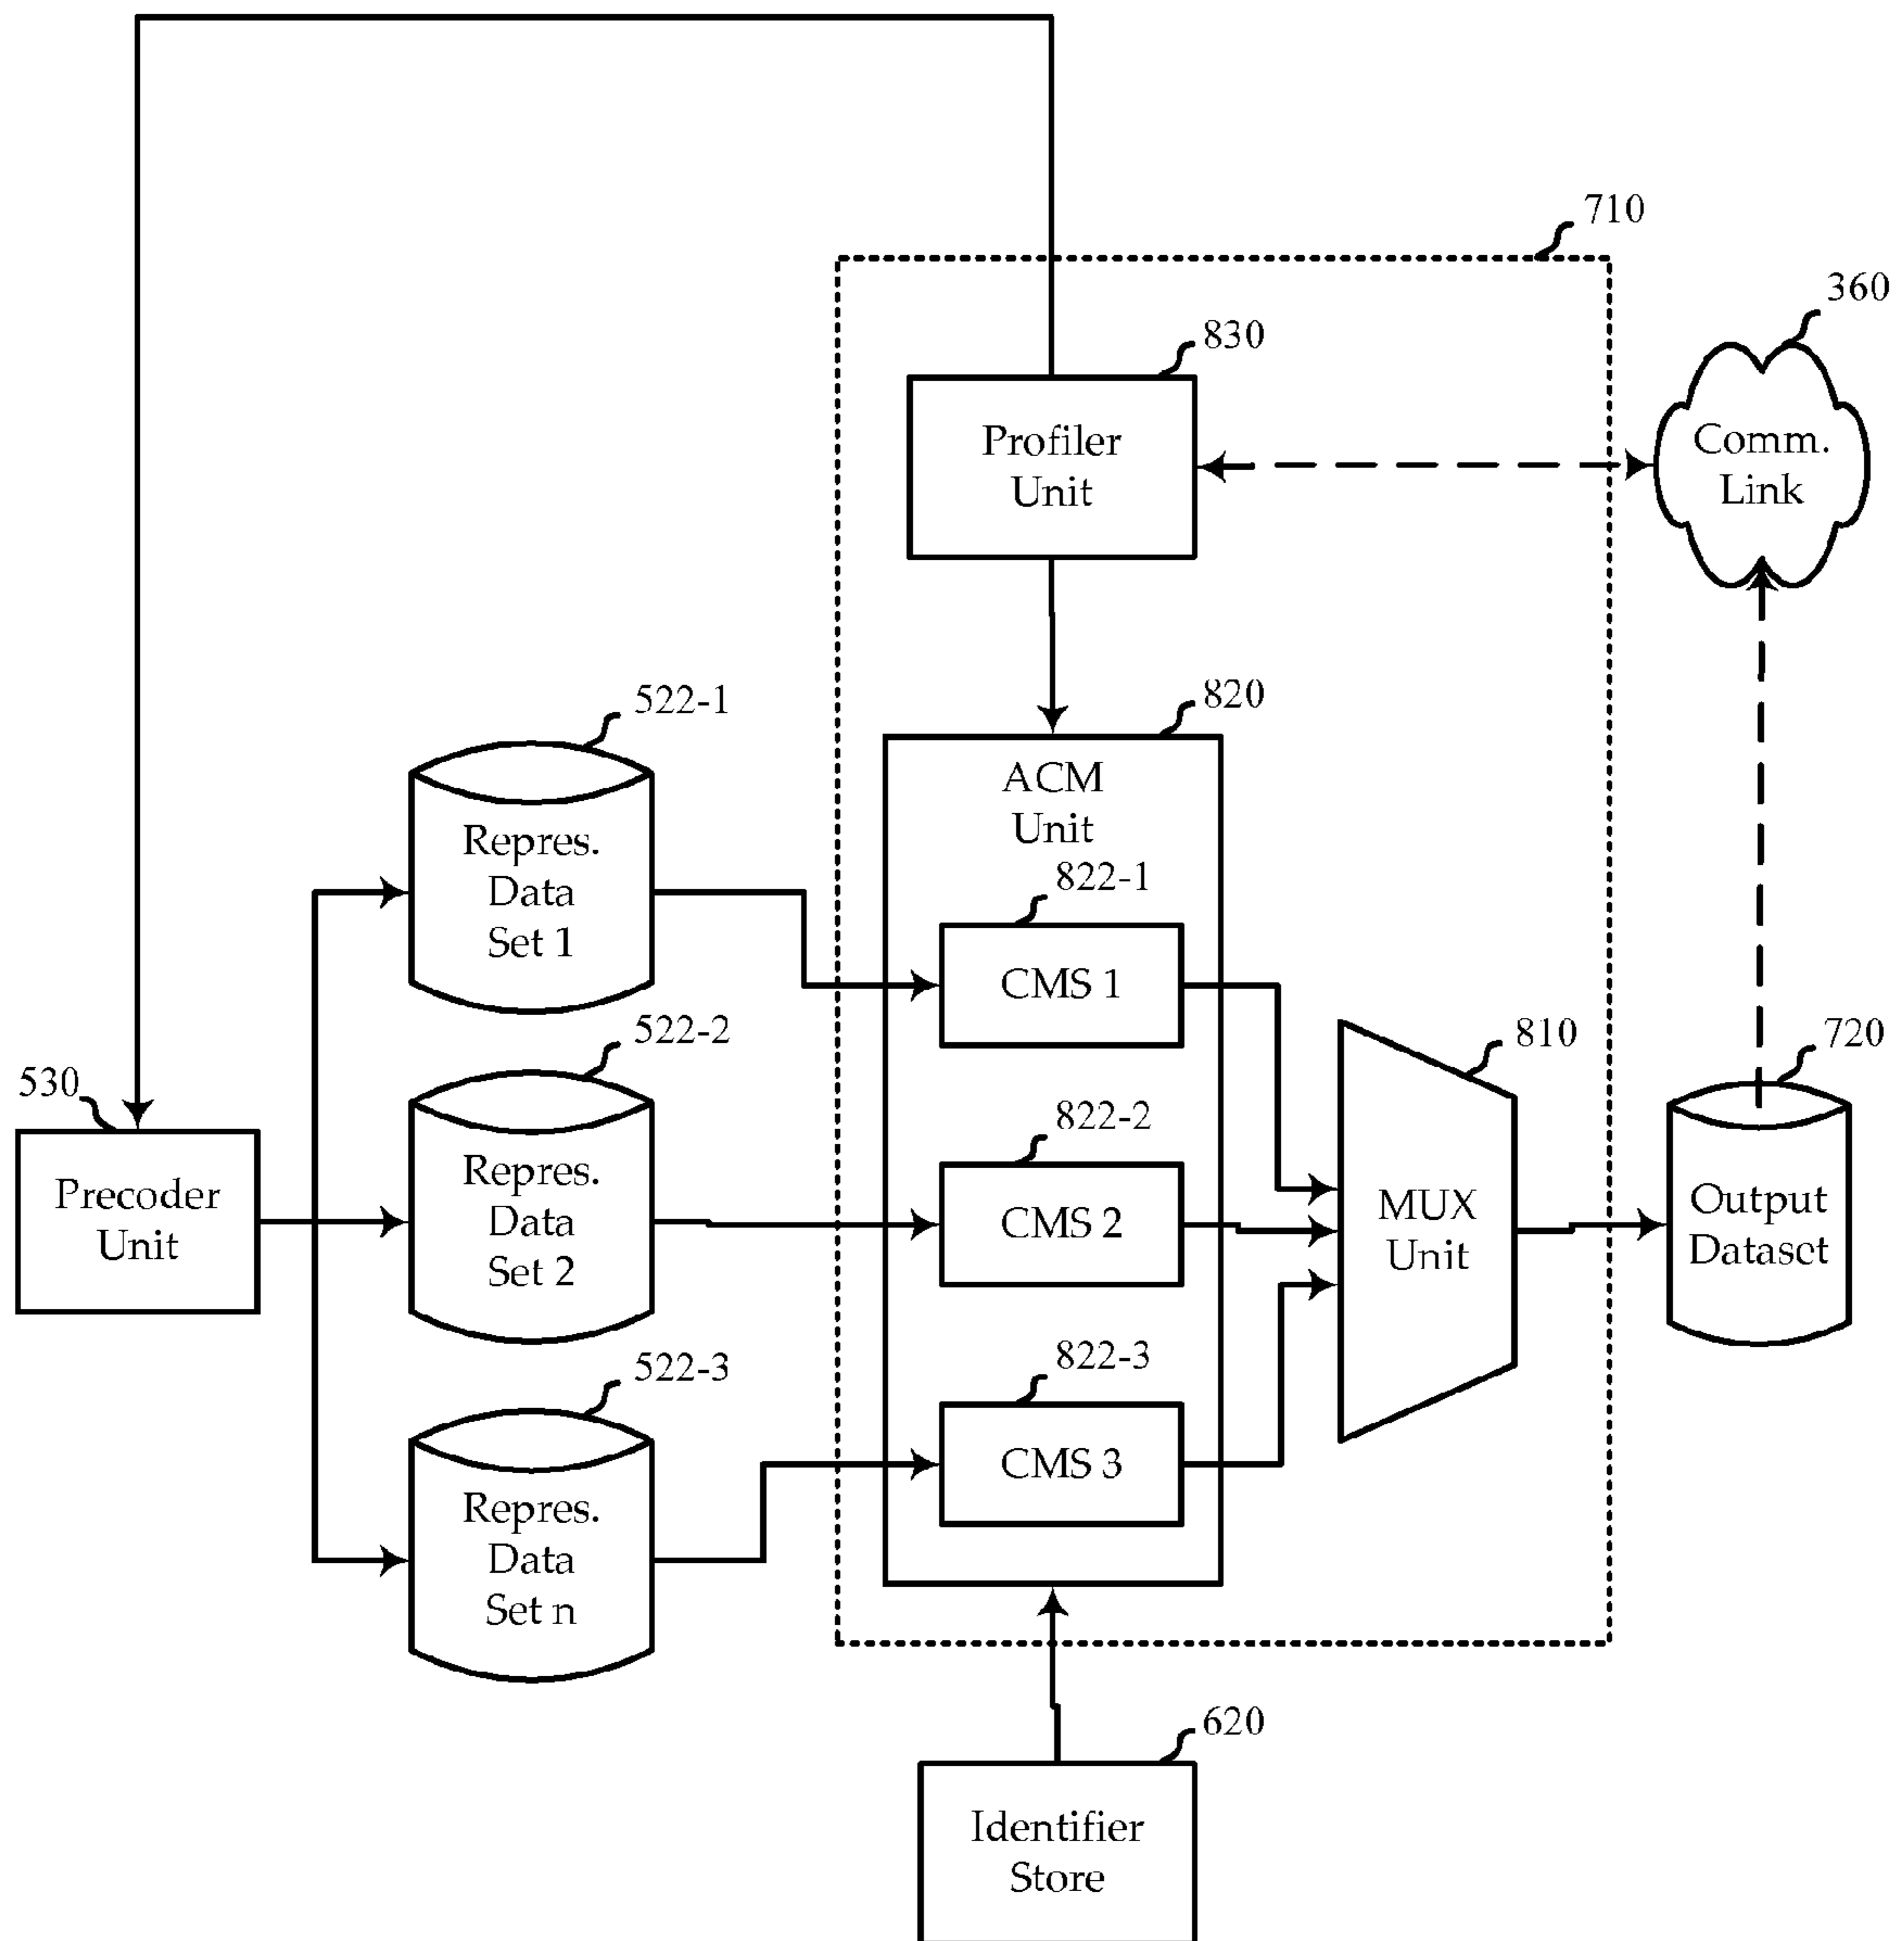 710
360
830
Profiler
Unit
Comm.
Link
522-1
820
ACM
Unit
Repres.
Data
Set 1
822-1
CMS 1
522-2
810
720
530
Precoder
Unit
Repres.
Data
Set 2
822-2
CMS 2
MUX
Unit
Output
Dataset
522-3
822-3
CMS 3
Repres.
Data
Set n
620
Identifier
Store